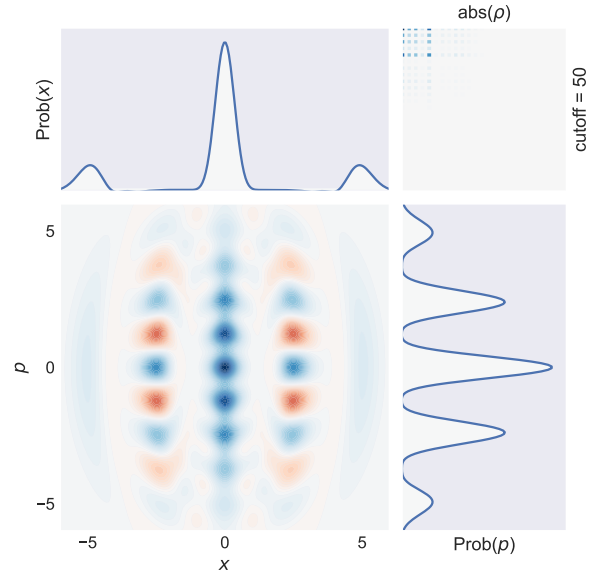 abs(ρ)
Prob(x)
cutoff = 50
5
0
−5
p
−5 0 5
x
Prob(p)